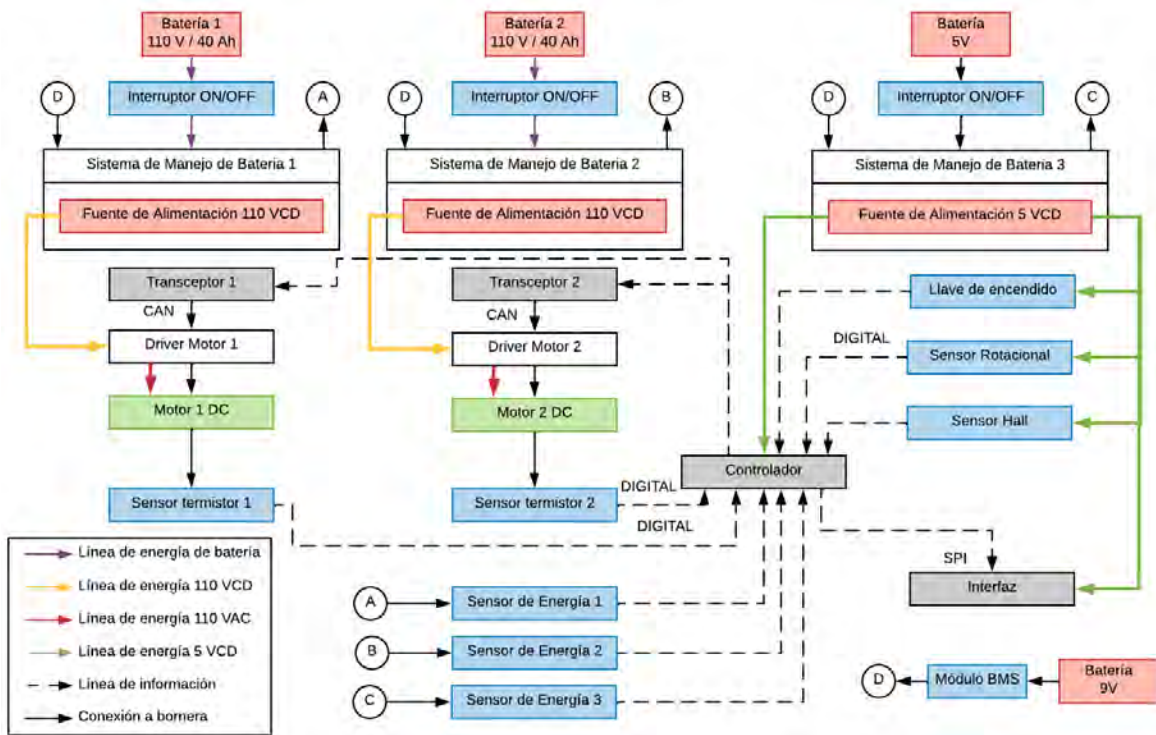 Batería 1
110 V / 40 Ah
Batería 2
110 V / 40 Ah
Batería
5V
D
Interruptor ON/OFF
A
D
Interruptor ON/OFF
B
D
Interruptor ON/OFF
C
Sistema de Manejo de Bateria 1
Sistema de Manejo de Bateria 2
Sistema de Manejo de Bateria 3
Fuente de Alimentación 110 VCD
Fuente de Alimentación 110 VCD
Fuente de Alimentación 5 VCD
Transceptor 1
Transceptor 2
Llave de encendido
CAN
CAN
DIGITAL
Driver Motor 1
Driver Motor 2
Sensor Rotacional
Motor 1 DC
Motor 2 DC
Sensor Hall
Controlador
DIGITAL
Sensor termistor 1
Sensor termistor 2
DIGITAL
SPI
Interfaz
Línea de energía de batería
Línea de energía 110 VCD
Línea de energía 110 VAC
Línea de energía 5 VCD
Línea de información
Conexión a bornera
A
Sensor de Energía 1
B
Sensor de Energía 2
C
Sensor de Energía 3
D
Módulo BMS
Batería
9V